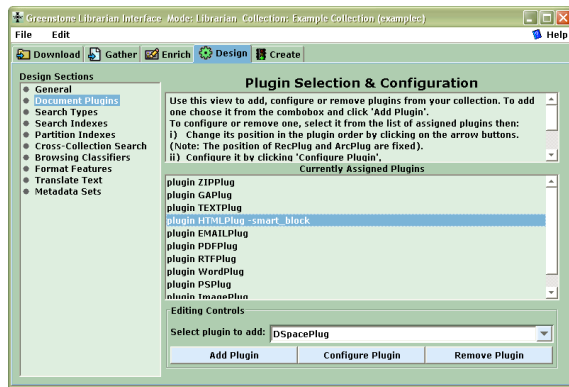 Greenstone Librarian Interface Mode: Librarian Collection: Example Collection (examplec)
File Edit Help
Download Gather Enrich Design Create
Design Sections
General
Document Plugins
Search Types
Search Indexes
Partition Indexes
Cross-Collection Search
Browsing Classifiers
Format Features
Translate Text
Metadata Sets
Plugin Selection & Configuration
Use this view to add, configure or remove plugins from your collection. To add
one choose it from the combobox and click 'Add Plugin'.
To configure or remove one, select it from the list of assigned plugins then:
i) Change its position in the plugin order by clicking on the arrow buttons.
(Note: The position of RecPlug and ArcPlug are fixed).
ii) Configure it by clicking 'Configure Plugin',
Currently Assigned Plugins
plugin ZIPPlug
plugin GAPlug
plugin TEXTPlug
plugin HTMLPlug -smart_block
plugin EMAILPlug
plugin PDFPlug
plugin RTFPlug
plugin WordPlug
plugin PSPlug
plugin ImagePlug
Editing Controls
Select plugin to add: DSpacePlug
Add Plugin Configure Plugin Remove Plugin